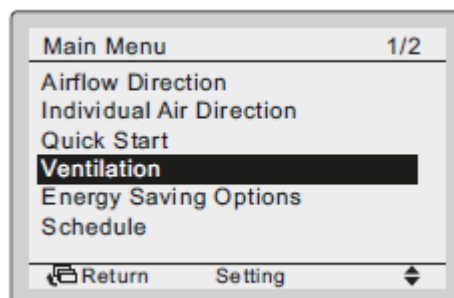 Main Menu 1/2
Airflow Direction
Individual Air Direction
Quick Start
Ventilation
Energy Saving Options
Schedule
Return Setting